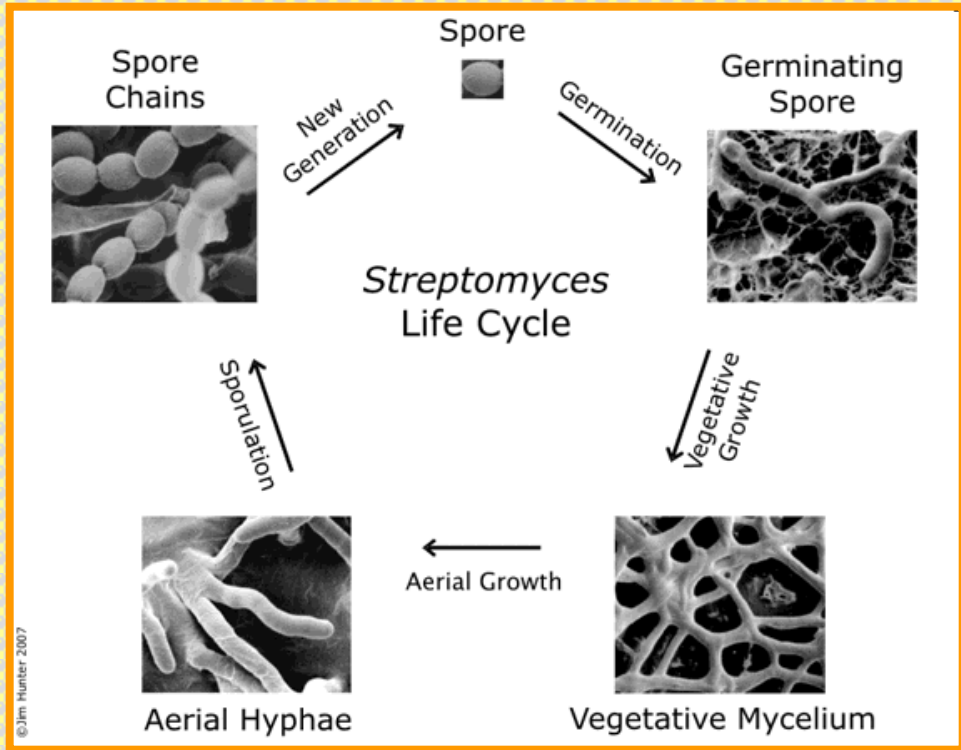 Spore
Spore
Chains
Germinating
Spore
New
Generation
Germination
Streptomyces
Life Cycle
Sporulation
Vegetative
Growth
Aerial Growth
Aerial Hyphae
Vegetative Mycelium
©Jim Hunter 2007